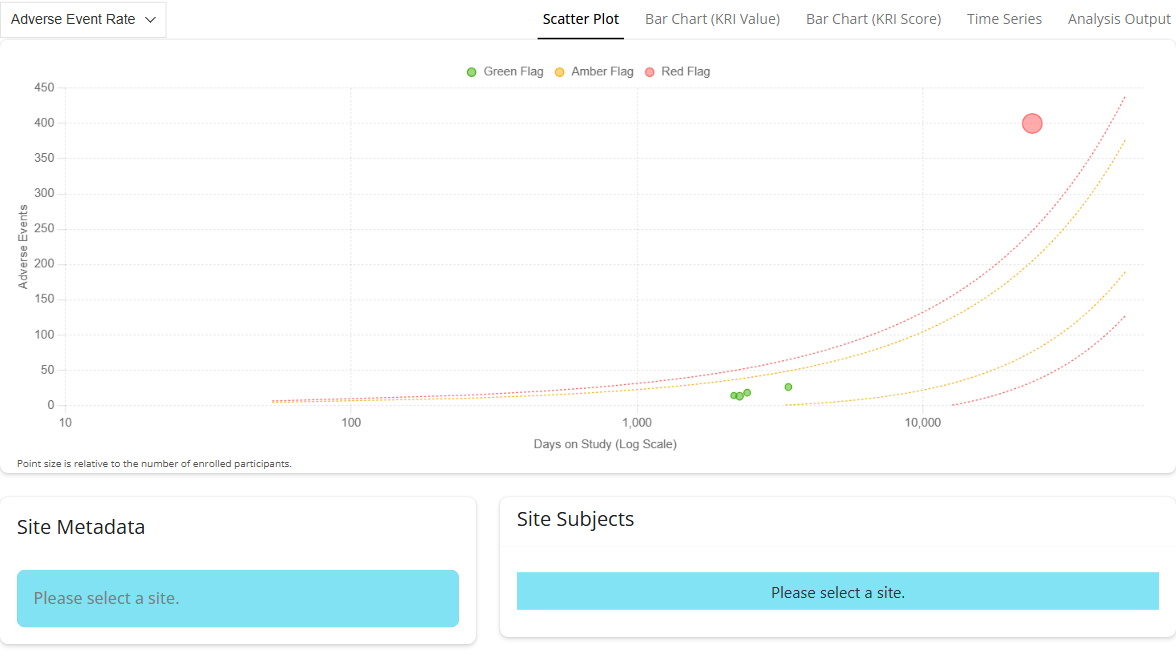 Adverse Event Rate
Scatter Plot
Bar Chart (KRI Value)
Bar Chart (KRI Score)
Time Series
Analysis Output
Green Flag
Amber Flag
Red Flag
450
400
350
300
250
200
150
100
50
0
Adverse Events
10
100
1,000
10,000
Days on Study (Log Scale)
Point size is relative to the number of enrolled participants.
Site Metadata
Please select a site.
Site Subjects
Please select a site.